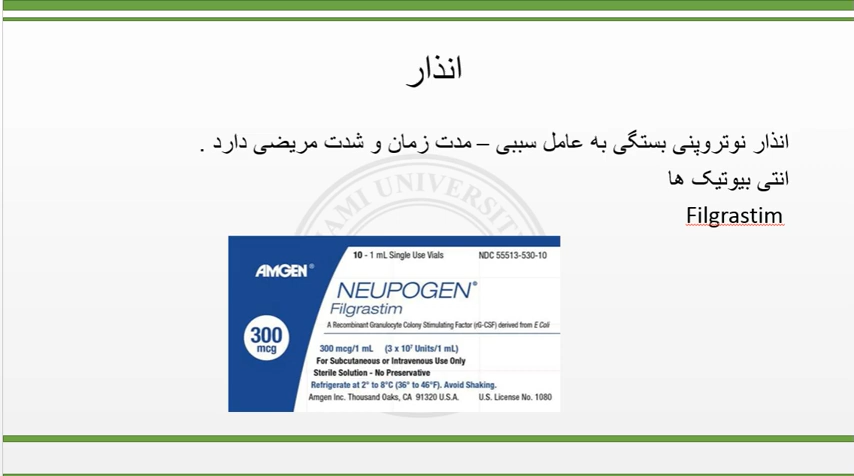 انذار
انذار نوتروپنی بستگی به عامل سببی – مدت زمان و شدت مریضی دارد .
انتی بیوتیک ها
Filgrastim
UNIVERSITY
10 - 1 mL Single Use Vials NDC 55513-530-10
AMGEN®
NEUPOGEN®
Filgrastim
A Recombinant Granulocyte Colony Stimulating Factor (rG-CSF) derived from E Coli
300
mcg
300 mcg/1 mL (3 x 10⁷ Units/1 mL)
For Subcutaneous or Intravenous Use Only
Sterile Solution - No Preservative
Refrigerate at 2° to 8°C (36° to 46°F). Avoid Shaking.
Amgen Inc. Thousand Oaks, CA 91320 U.S.A. U.S. License No. 1080